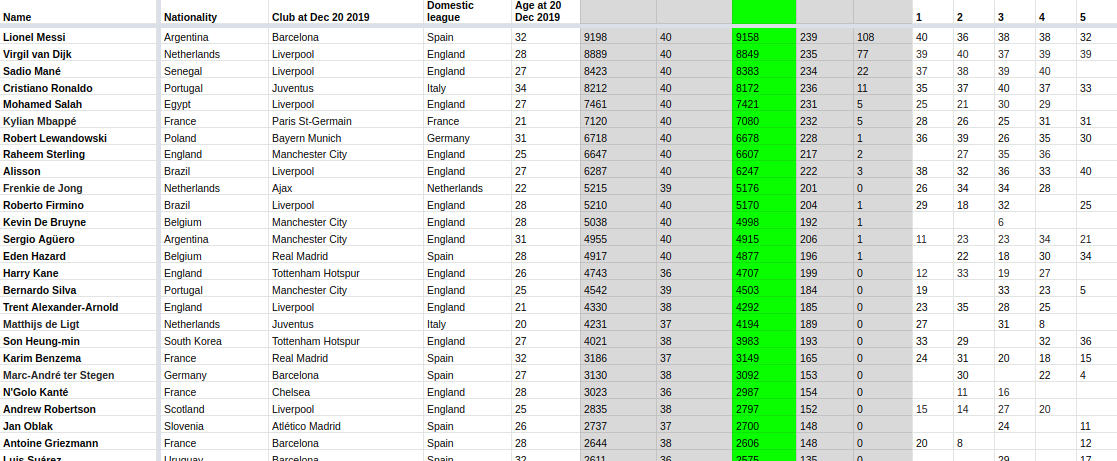 Name Nationality Club at Dec 20 2019 Domestic league Age at 20 Dec 2019 1 2 3 4 5
Lionel Messi Argentina Barcelona Spain 32 9198 40 9158 239 108 40 36 38 38 32
Virgil van Dijk Netherlands Liverpool England 28 8889 40 8849 235 77 39 40 37 39 39
Sadio Mané Senegal Liverpool England 27 8423 40 8383 234 22 37 38 39 40
Cristiano Ronaldo Portugal Juventus Italy 34 8212 40 8172 236 11 35 37 40 37 33
Mohamed Salah Egypt Liverpool England 27 7461 40 7421 231 5 25 21 30 29
Kylian Mbappé France Paris St-Germain France 21 7120 40 7080 232 5 28 26 25 31 31
Robert Lewandowski Poland Bayern Munich Germany 31 6718 40 6678 228 1 36 39 26 35 30
Raheem Sterling England Manchester City England 25 6647 40 6607 217 2 27 35 36
Alisson Brazil Liverpool England 27 6287 40 6247 222 3 38 32 36 33 40
Frenkie de Jong Netherlands Ajax Netherlands 22 5215 39 5176 201 0 26 34 34 28
Roberto Firmino Brazil Liverpool England 28 5210 40 5170 204 1 29 18 32 25
Kevin De Bruyne Belgium Manchester City England 28 5038 40 4998 192 1 6
Sergio Agüero Argentina Manchester City England 31 4955 40 4915 206 1 11 23 23 34 21
Eden Hazard Belgium Real Madrid Spain 28 4917 40 4877 196 1 22 18 30 34
Harry Kane England Tottenham Hotspur England 26 4743 36 4707 199 0 12 33 19 27
Bernardo Silva Portugal Manchester City England 25 4542 39 4503 184 0 19 33 23 5
Trent Alexander-Arnold England Liverpool England 21 4330 38 4292 185 0 23 35 28 25
Matthijs de Ligt Netherlands Juventus Italy 20 4231 37 4194 189 0 27 31 8
Son Heung-min South Korea Tottenham Hotspur England 27 4021 38 3983 193 0 33 29 32 36
Karim Benzema France Real Madrid Spain 32 3186 37 3149 165 0 24 31 20 18 15
Marc-André ter Stegen Germany Barcelona Spain 27 3130 38 3092 153 0 30 22 4
N'Golo Kanté France Chelsea England 28 3023 36 2987 154 0 11 16
Andrew Robertson Scotland Liverpool England 25 2835 38 2797 152 0 15 14 27 20
Jan Oblak Slovenia Atlético Madrid Spain 26 2737 37 2700 148 0 24 11
Antoine Griezmann France Barcelona Spain 28 2644 38 2606 148 0 20 8 12
Luis Suárez Uruguay Barcelona Spain 32 2611 36 2575 135 0 29 17